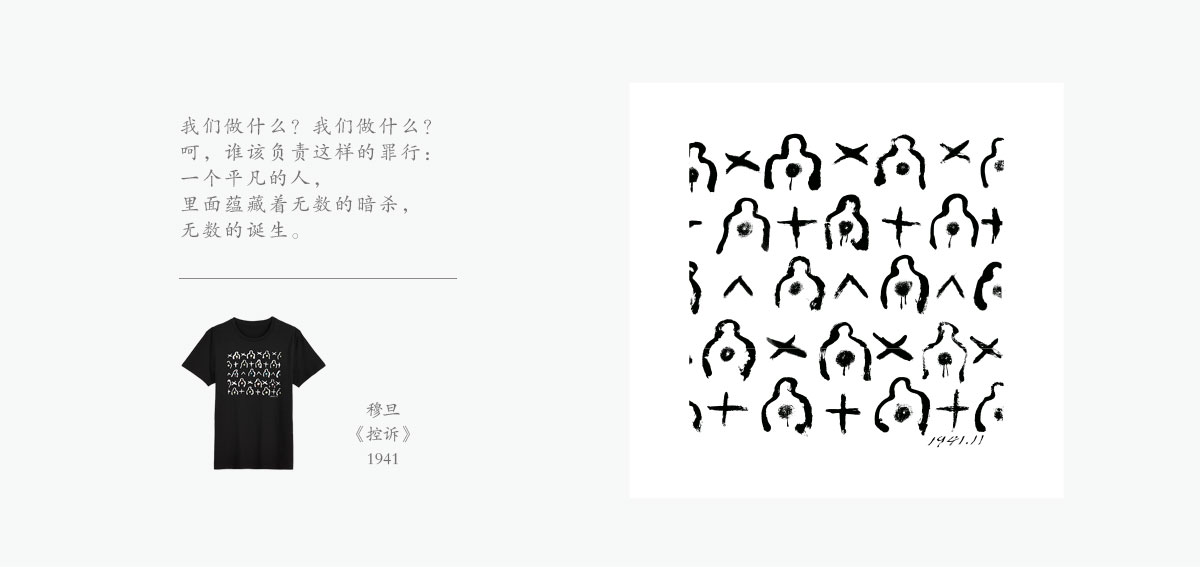 我们做什么？我们做什么？
呵，谁该负责这样的罪行：
一个平凡的人，
里面蕴藏着无数的暗杀，
无数的诞生。
穆旦
《控诉》
1941
1941.11